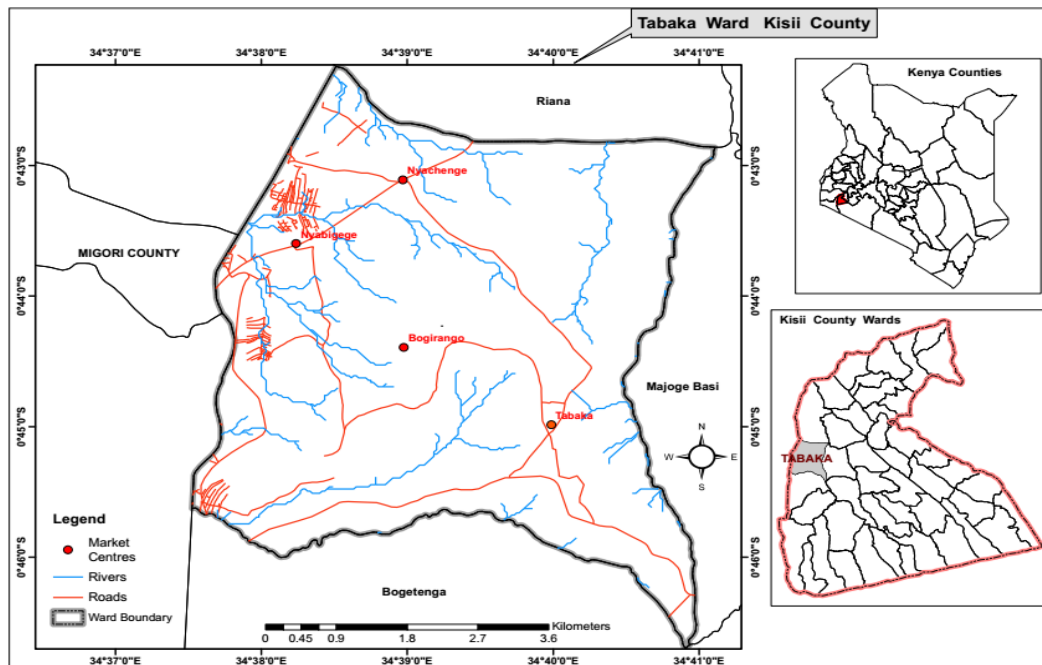 Tabaka Ward Kisii County
34°37'0"E
34°38'0"E
34°39'0"E
34°40'0"E
34°41'0"E
Kenya Counties
Riana
0°43'0"S
0°43'0"S
Nyachenge
Nyabigege
MIGORI COUNTY
0°44'0"S
0°44'0"S
Kisii County Wards
Bogirango
Majoge Basi
Tabaka
0°45'0"S
0°45'0"S
N
W
E
S
TABAKA
Legend
Market
Centres
Rivers
Roads
Ward Boundary
0°46'0"S
0°46'0"S
Bogetenga
Kilometers
0 0.45 0.9 1.8 2.7 3.6
34°37'0"E
34°38'0"E
34°39'0"E
34°40'0"E
34°41'0"E